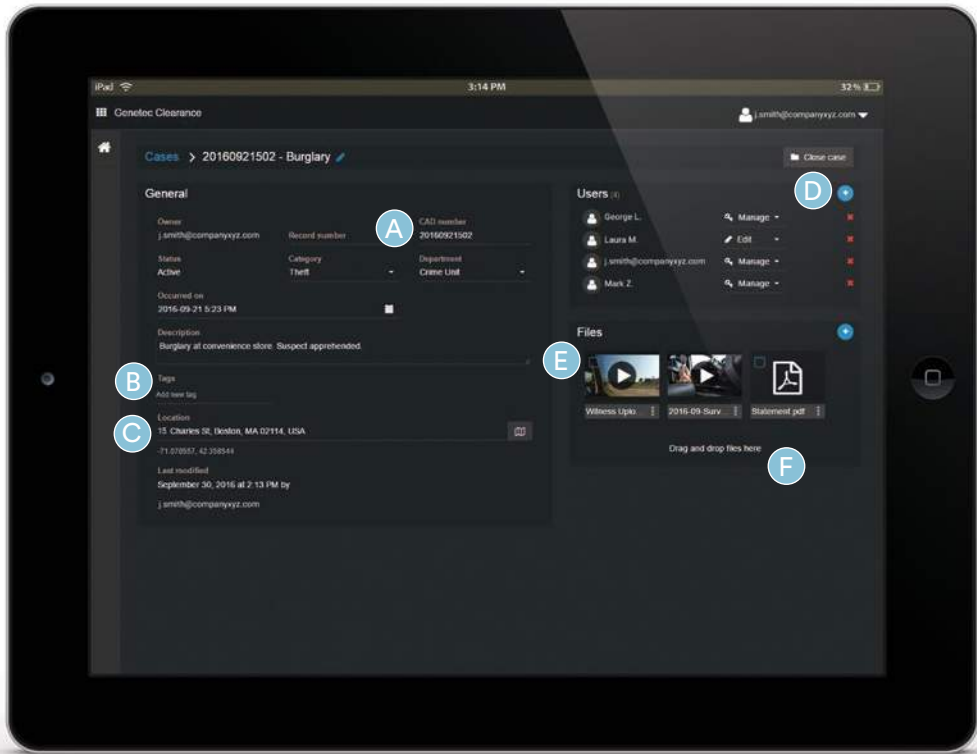 iPad 3:14 PM 32%
Genetec Clearance j.smith@companyxyz.com
Cases > 20160921502 - Burglary Close case
General
Owner Record number CAD number
j.smith@companyxyz.com 20160921502
A
Status Category Department
Active Theft Crime Unit
Occurred on
2016-09-21 5:23 PM
Description
Burglary at convenience store. Suspect apprehended.
B
Tags
Add new tag
C
Location
15 Charles St, Boston, MA 02114, USA
-71.070557, 42.358544
Last modified
September 30, 2016 at 2:13 PM by
j.smith@companyxyz.com
D
Users (4)
George L. Manage
Laura M. Edit
j.smith@companyxyz.com Manage
Mark Z. Manage
Files
E
Witness Uplo... 2016-09-Surv... Statement.pdf
Drag and drop files here
F